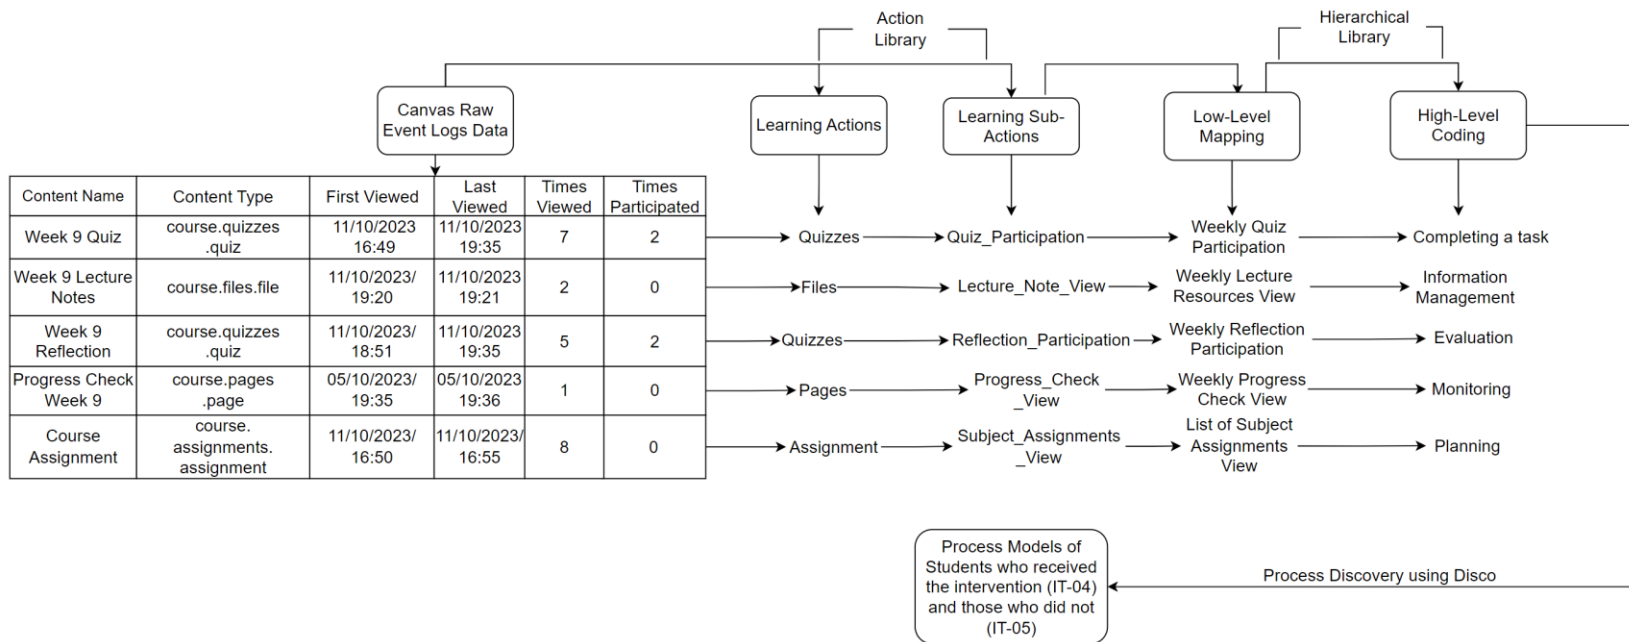 Action
Library
Hierarchical
Library
Canvas Raw
Event Logs Data
Learning Actions
Learning Sub-
Actions
Low-Level
Mapping
High-Level
Coding
Content Name
Content Type
First Viewed
Last
Viewed
Times
Viewed
Times
Participated
Week 9 Quiz
course.quizzes
.quiz
11/10/2023
16:49
11/10/2023
19:35
7
2
Quizzes
Quiz_Participation
Weekly Quiz
Participation
Completing a task
Week 9 Lecture
Notes
course.files.file
11/10/2023/
19:20
11/10/2023
19:21
2
0
Files
Lecture_Note_View
Weekly Lecture
Resources View
Information
Management
Week 9
Reflection
course.quizzes
.quiz
11/10/2023/
18:51
11/10/2023
19:35
5
2
Quizzes
Reflection_Participation
Weekly Reflection
Participation
Evaluation
Progress Check
Week 9
course.pages
.page
05/10/2023/
19:35
05/10/2023
19:36
1
0
Pages
Progress_Check
_View
Weekly Progress
Check View
Monitoring
Course
Assignment
course.
assignments.
assignment
11/10/2023/
16:50
11/10/2023/
16:55
8
0
Assignment
Subject_Assignments
_View
List of Subject
Assignments
View
Planning
Process Models of
Students who received
the intervention (IT-04)
and those who did not
(IT-05)
Process Discovery using Disco